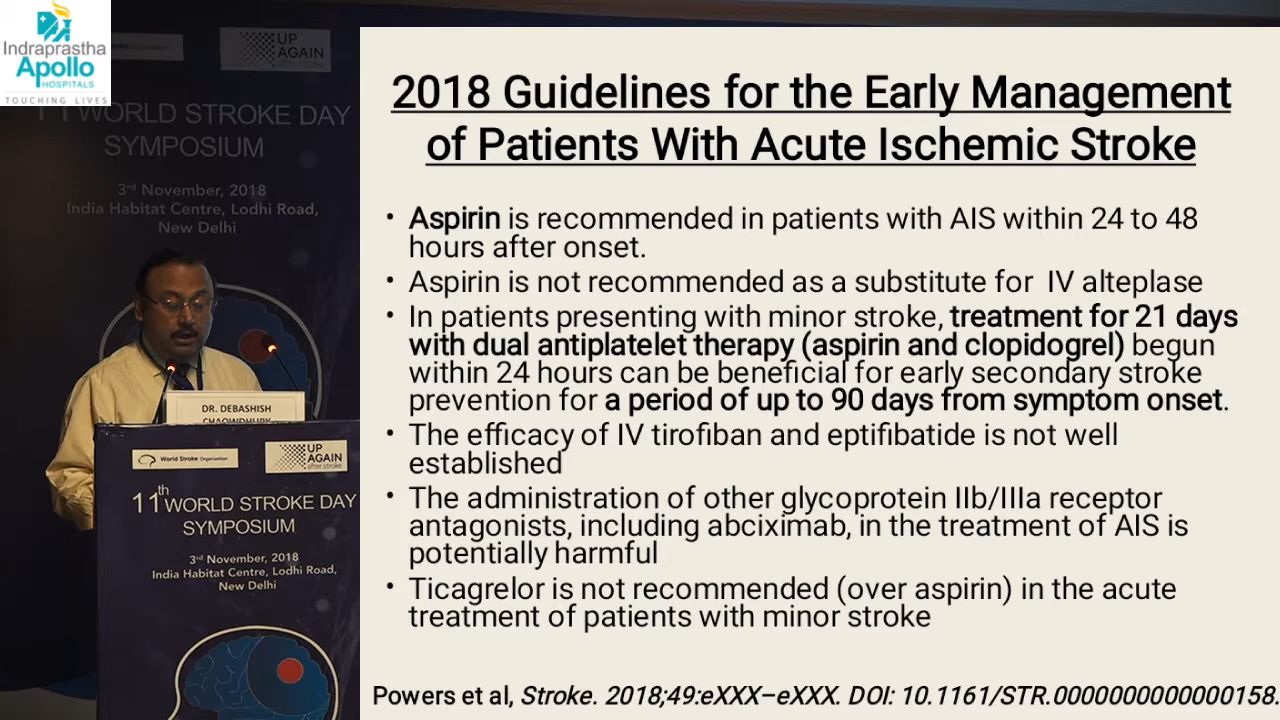 Indraprastha
Apollo
HOSPITALS
TOUCHING LIVES
UP
AGAIN
after stroke
WORLD STROKE DAY
SYMPOSIUM
3rd November, 2018
India Habitat Centre, Lodhi Road,
New Delhi
DR. DEBASHISH
CHAOWDHURY
World Stroke Organization
UP
AGAIN
after stroke
11th WORLD STROKE DAY
SYMPOSIUM
3rd November, 2018
India Habitat Centre, Lodhi Road,
New Delhi
2018 Guidelines for the Early Management
of Patients With Acute Ischemic Stroke
• Aspirin is recommended in patients with AIS within 24 to 48
hours after onset.
• Aspirin is not recommended as a substitute for IV alteplase
• In patients presenting with minor stroke, treatment for 21 days
with dual antiplatelet therapy (aspirin and clopidogrel) begun
within 24 hours can be beneficial for early secondary stroke
prevention for a period of up to 90 days from symptom onset.
• The efficacy of IV tirofiban and eptifibatide is not well
established
• The administration of other glycoprotein IIb/IIIa receptor
antagonists, including abciximab, in the treatment of AIS is
potentially harmful
• Ticagrelor is not recommended (over aspirin) in the acute
treatment of patients with minor stroke
Powers et al, Stroke. 2018;49:eXXX–eXXX. DOI: 10.1161/STR.0000000000000158.